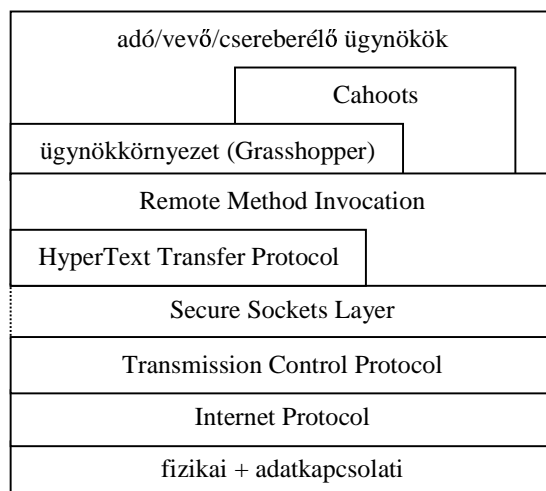 adó/vevő/csereberélő ügynökök
Cahoots
ügynökkörnyezet (Grasshopper)
Remote Method Invocation
HyperText Transfer Protocol
Secure Sockets Layer
Transmission Control Protocol
Internet Protocol
fizikai + adatkapcsolati